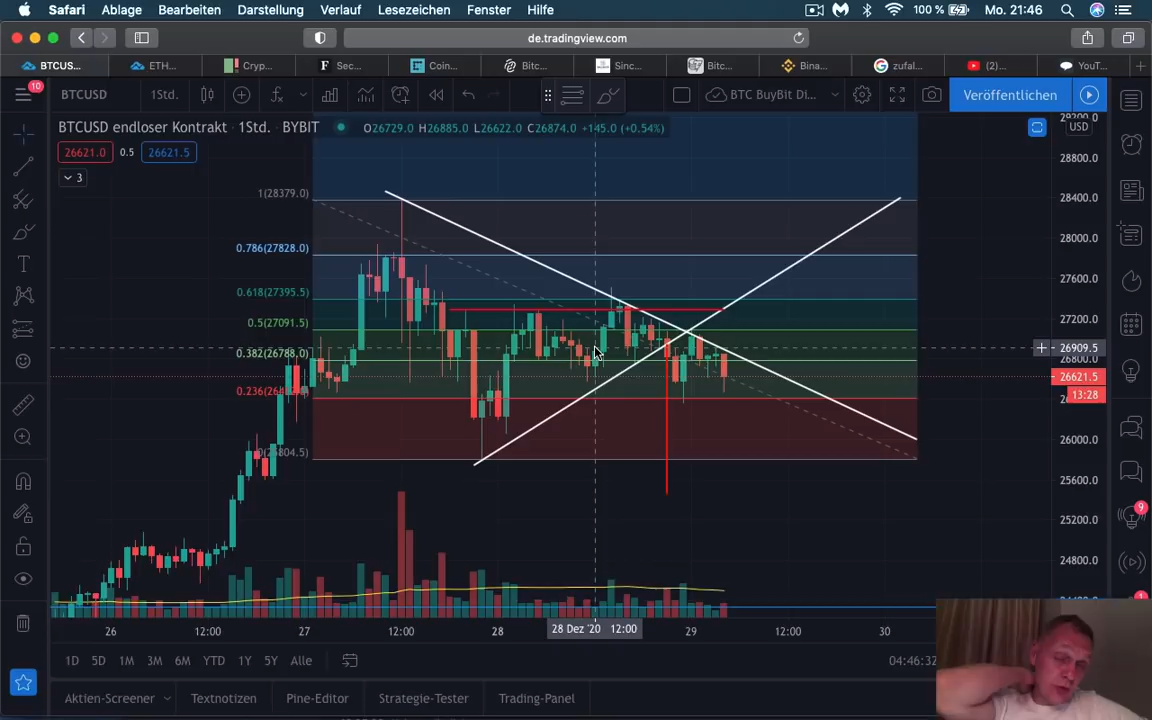 Safari Ablage Bearbeiten Darstellung Verlauf Lesezeichen Fenster Hilfe 100 % Mo. 21:46
de.tradingview.com
BTCUS... ETH... Cryp... Sec... Coin... Bitc... Sinc... Bitc... Bina... zufal... (2)... YouT...
10 BTCUSD 1Std. BTC BuyBit Di... Veröffentlichen
BTCUSD endloser Kontrakt · 1Std. · BYBIT O26729.0 H26885.0 L26622.0 C26874.0 +145.0 (+0.54%)
26621.0 0.5 26621.5
3
USD
1(28379.0)
0.786(27828.0)
0.618(27395.5)
0.5(27091.5)
0.382(26788.0)
29200.0
28800.0
28400.0
28000.0
27600.0
27200.0
26909.5
26800.0
26621.5
13:28
26000.0
25600.0
25200.0
24800.0
9
1
26 12:00 27 12:00 28 28 Dez '20 12:00 29 12:00 30
1D 5D 1M 3M 6M YTD 1Y 5Y Alle 04:46:32
Aktien-Screener Textnotizen Pine-Editor Strategie-Tester Trading-Panel